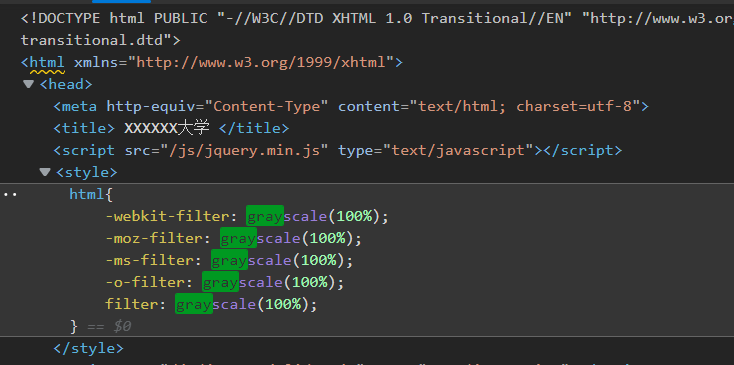 <!DOCTYPE html PUBLIC "-//W3C//DTD XHTML 1.0 Transitional//EN" "http://www.w3.or
transitional.dtd">
<html xmlns="http://www.w3.org/1999/xhtml">
▼<head>
<meta http-equiv="Content-Type" content="text/html; charset=utf-8">
<title> XXXXXX大学 </title>
<script src="/js/jquery.min.js" type="text/javascript"></script>
▼<style>
html{
-webkit-filter: grayscale(100%);
-moz-filter: grayscale(100%);
-ms-filter: grayscale(100%);
-o-filter: grayscale(100%);
filter: grayscale(100%);
} == $0
</style>